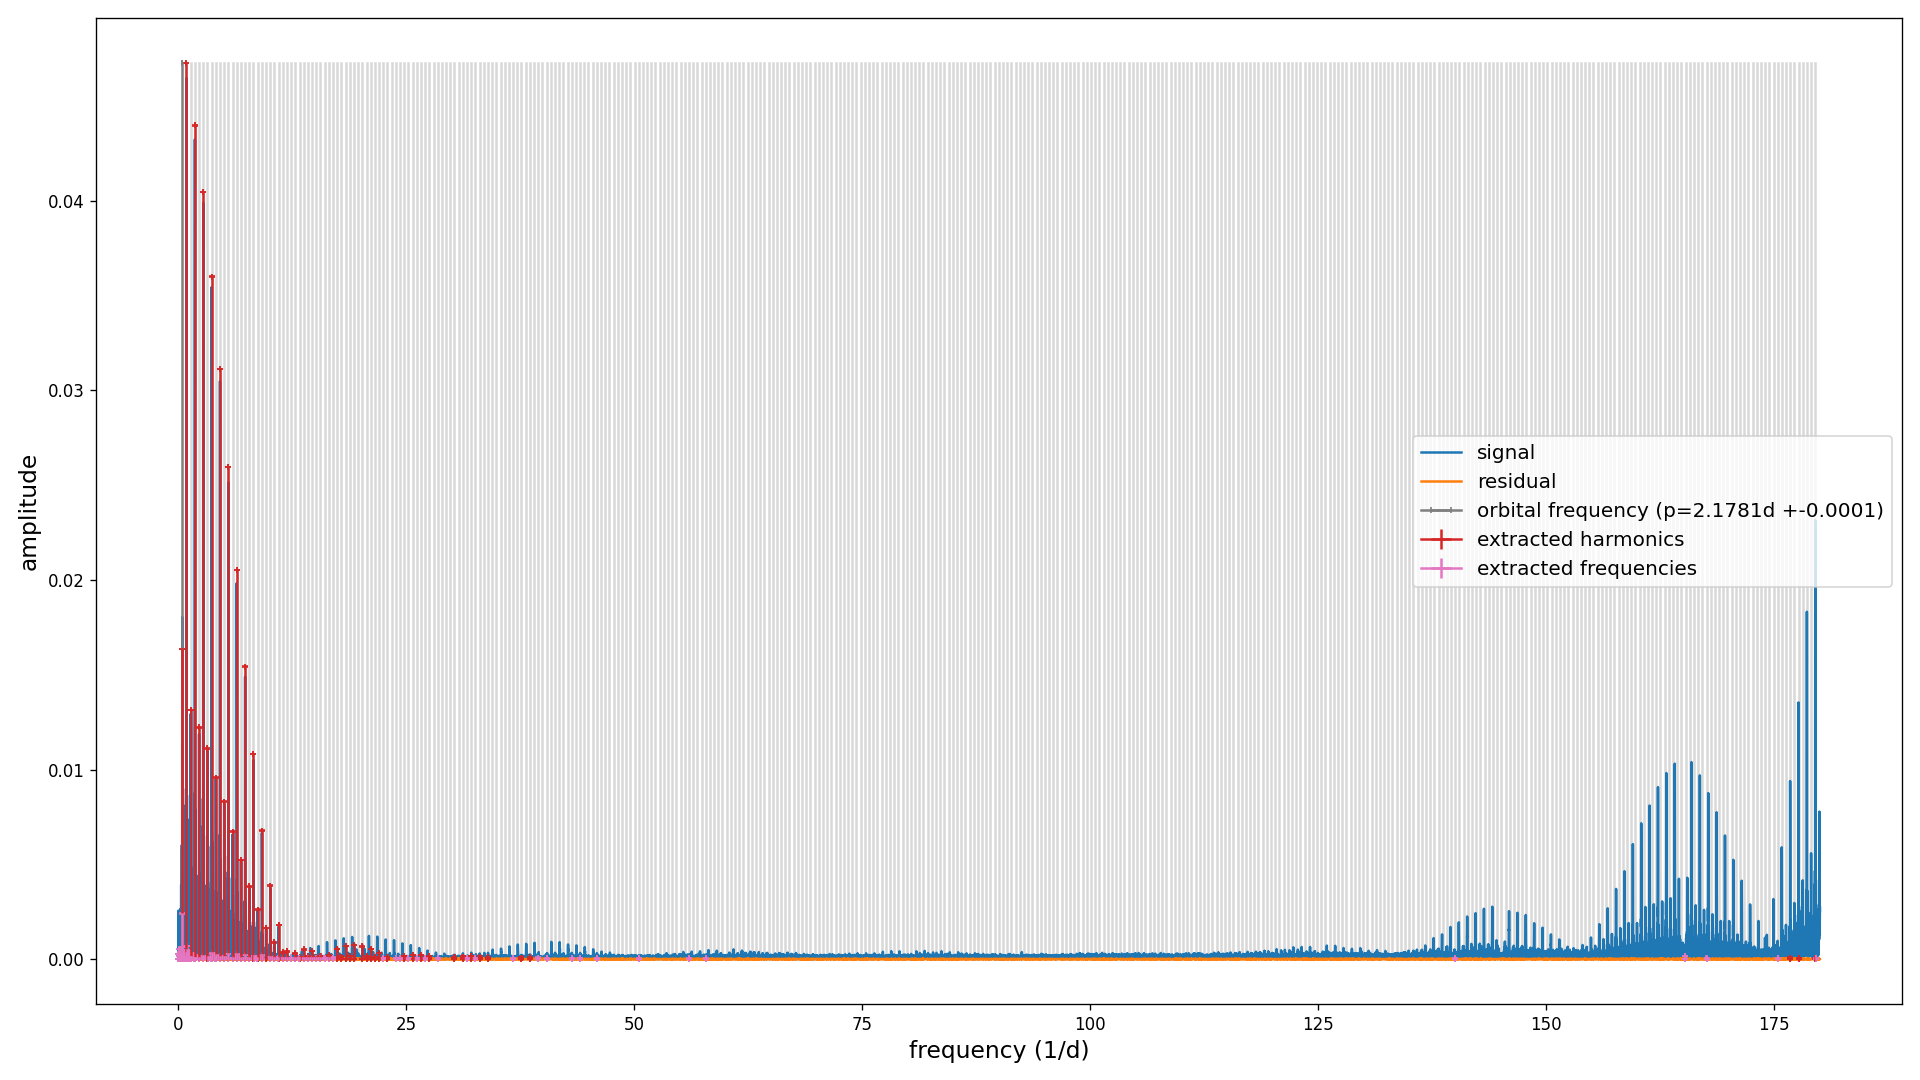 amplitude
0.04
0.03
0.02
0.01
0.00
signal
residual
orbital frequency (p=2.1781d +-0.0001)
extracted harmonics
extracted frequencies
0 25 50 75 100 125 150 175
frequency (1/d)